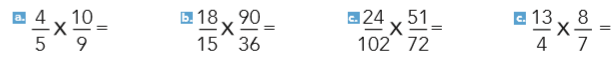 a. 4/5 x 10/9 = b. 18/15 x 90/36 = c. 24/102 x 51/72 = c. 13/4 x 8/7 =